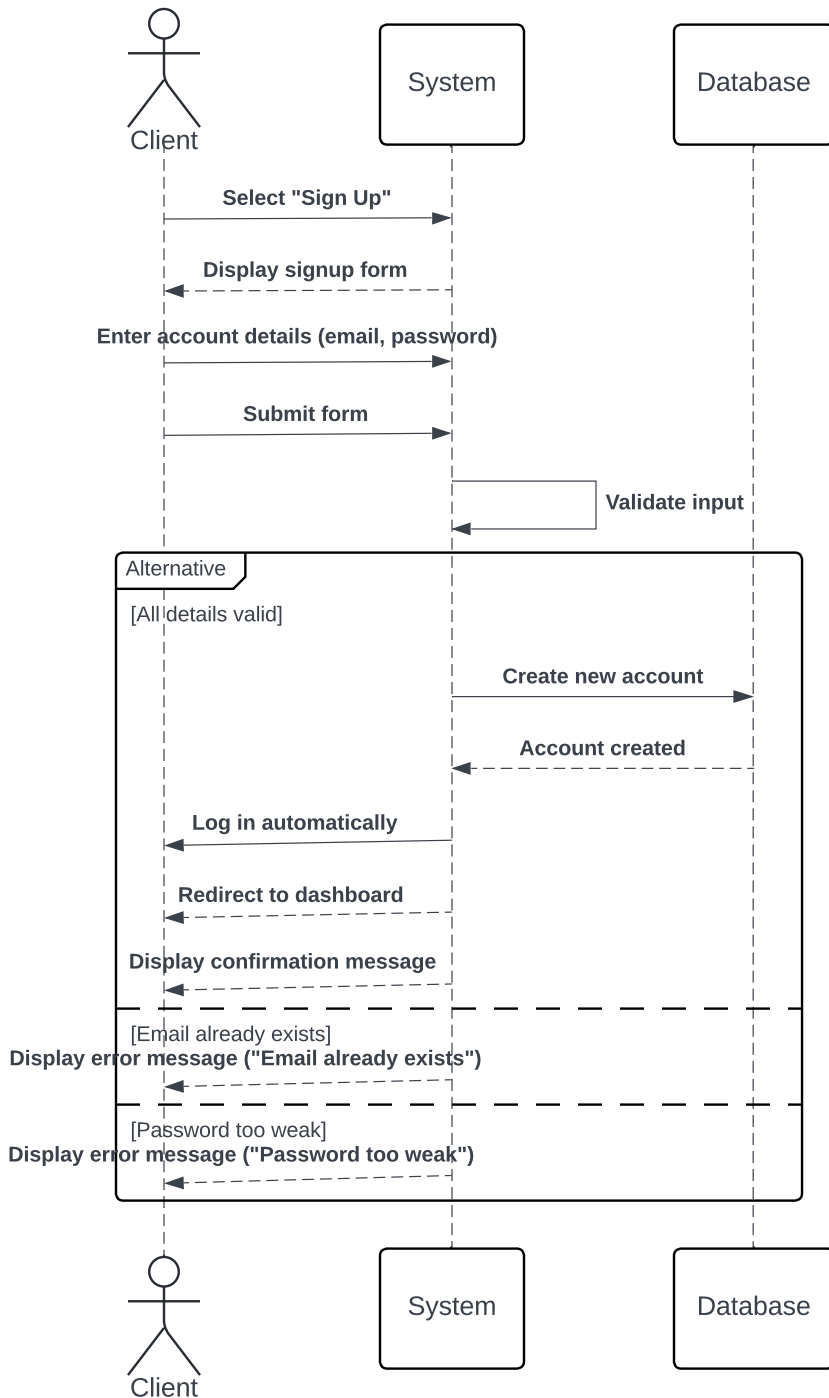 Client
System
Database
Select "Sign Up"
Display signup form
Enter account details (email, password)
Submit form
Validate input
Alternative
[All details valid]
Create new account
Account created
Log in automatically
Redirect to dashboard
Display confirmation message
[Email already exists]
Display error message ("Email already exists")
[Password too weak]
Display error message ("Password too weak")
Client
System
Database